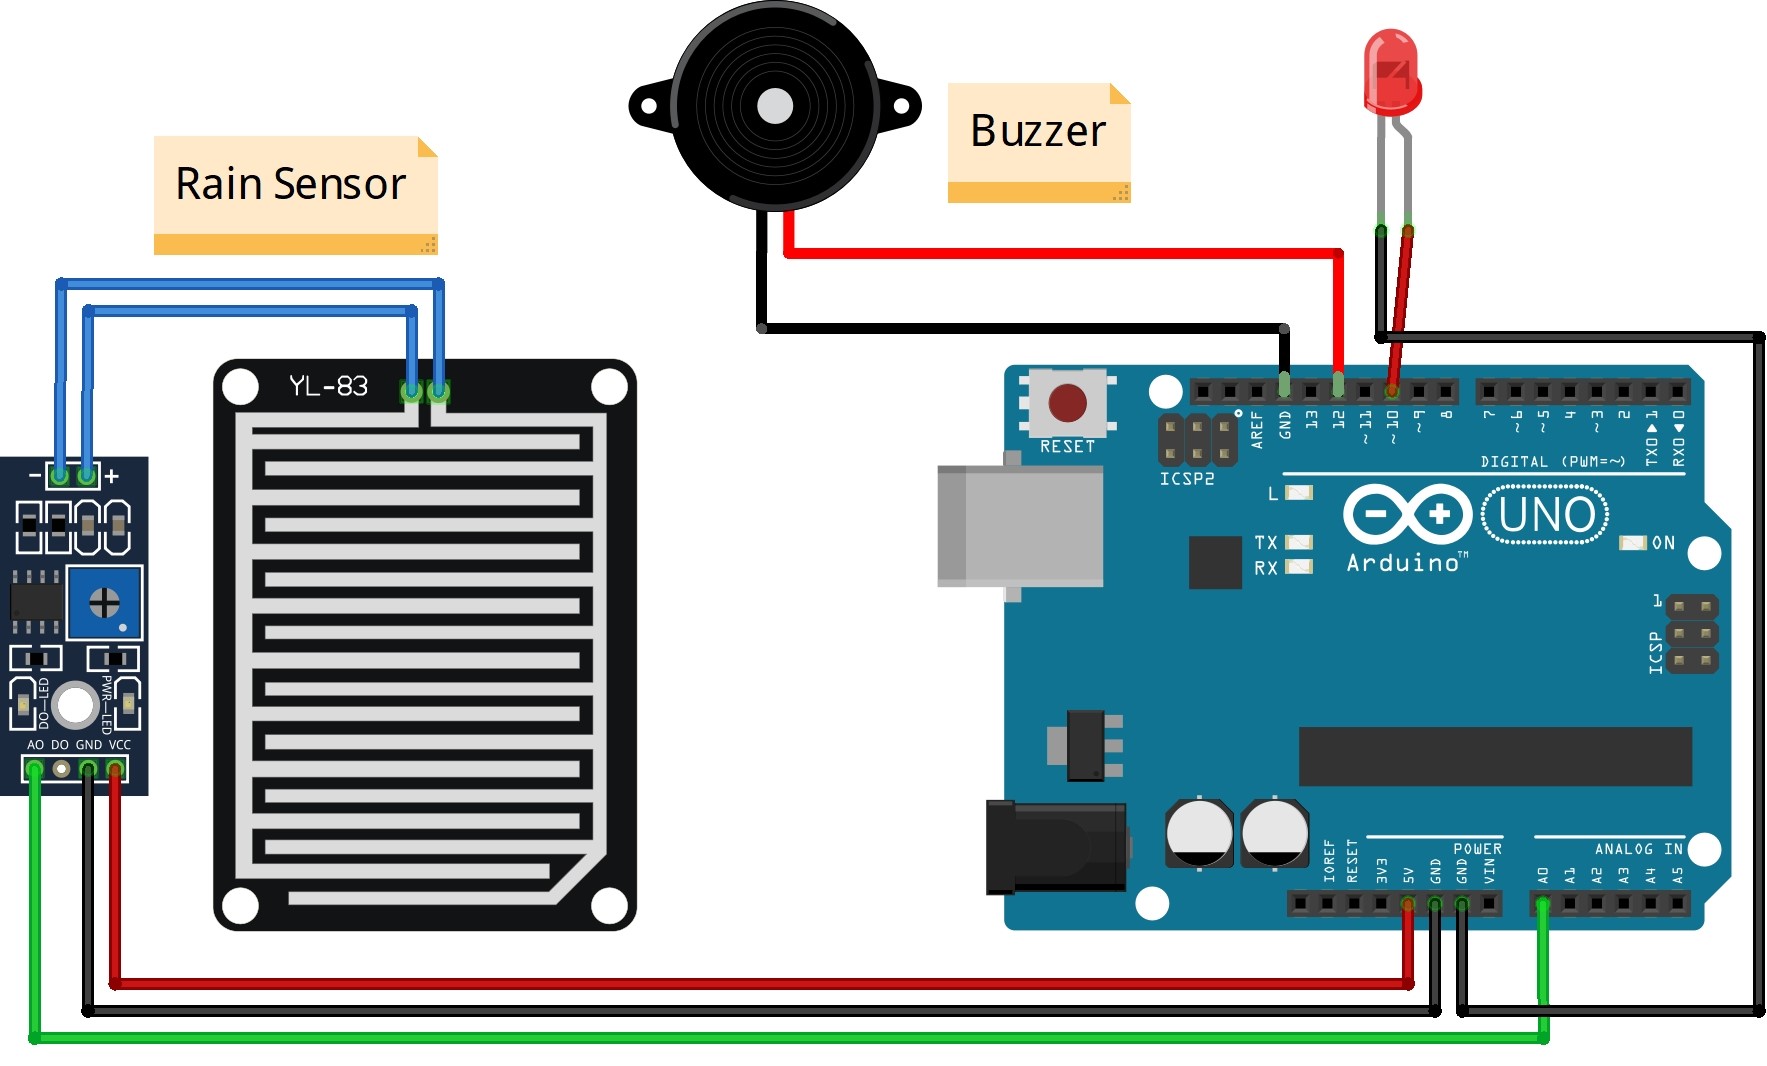 Buzzer
Rain Sensor
YL-83
RESET
AREF
GND
13
12
~11
~10
~9
8
7
~6
~5
4
~3
2
TX0▶1
RX0◀0
DIGITAL (PWM=~)
ICSP2
L
TX
RX
Arduino™
UNO
ON
- +
1
ICSP
DO-LED
PWR-LED
AO DO GND VCC
POWER
ANALOG IN
IOREF
RESET
3V3
5V
GND
GND
VIN
A0
A1
A2
A3
A4
A5